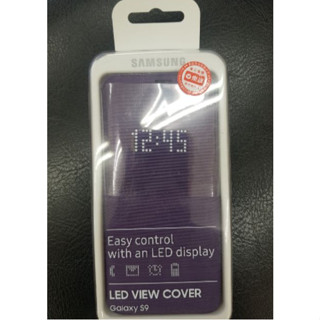 SAMSUNG
12:45
Easy control
with an LED display
LED VIEW COVER
Galaxy S9